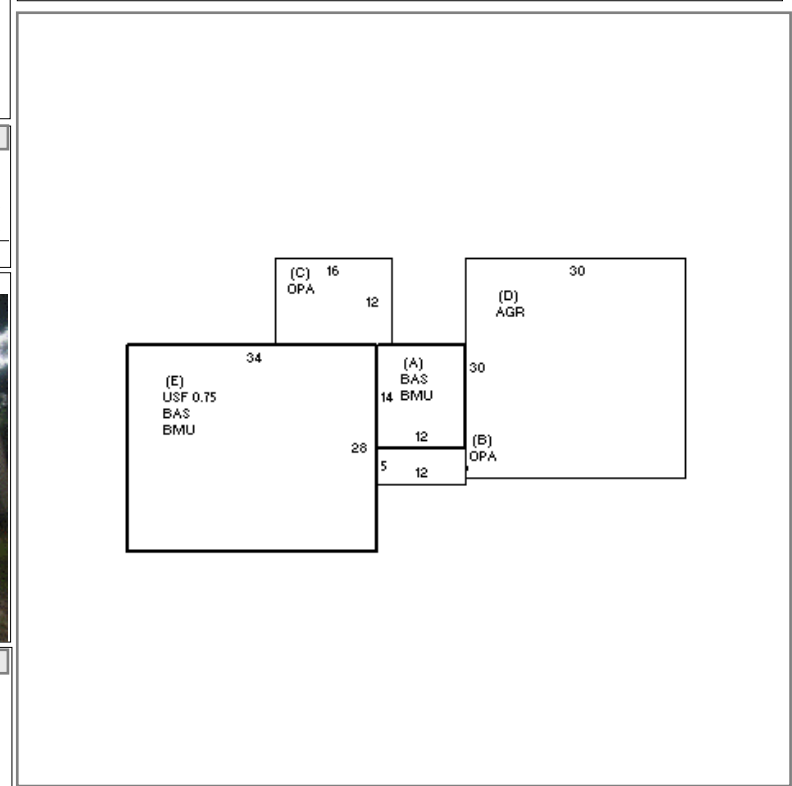 (C) 16
OPA
12
30
(D)
AGR
30
34
(E)
USF 0.75
BAS
BMU
28
(A)
BAS
14 BMU
12
(B)
OPA
5
12